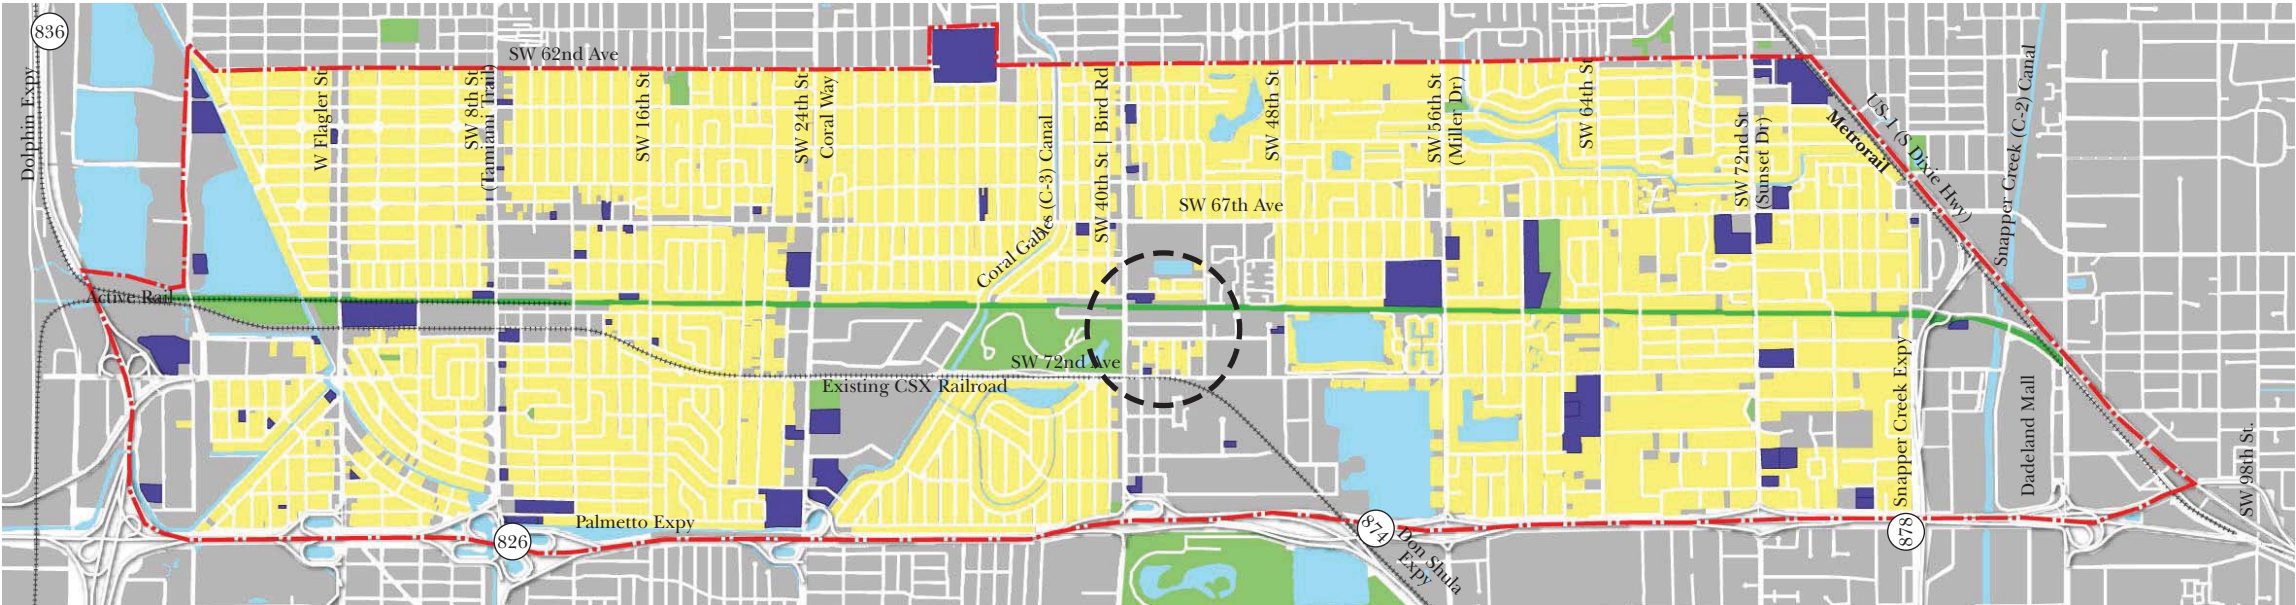 836
Dolphin Expy
SW 62nd Ave
W Flagler St
SW 8th St
(Tamiami Trail)
SW 16th St
SW 24th St
Coral Way
Coral Gables (C-3) Canal
SW 40th St | Bird Rd
SW 48th St
SW 56th St
(Miller Dr)
SW 64th St
SW 72nd St
(Sunset Dr)
US-1 (S Dixie Hwy)
Metrorail
Snapper Creek (C-2) Canal
SW 67th Ave
Active Rail
SW 72nd Ave
Existing CSX Railroad
Snapper Creek Expy
Dadeland Mall
SW 98th St.
Palmetto Expy
826
874
Don Shula
Expy
878